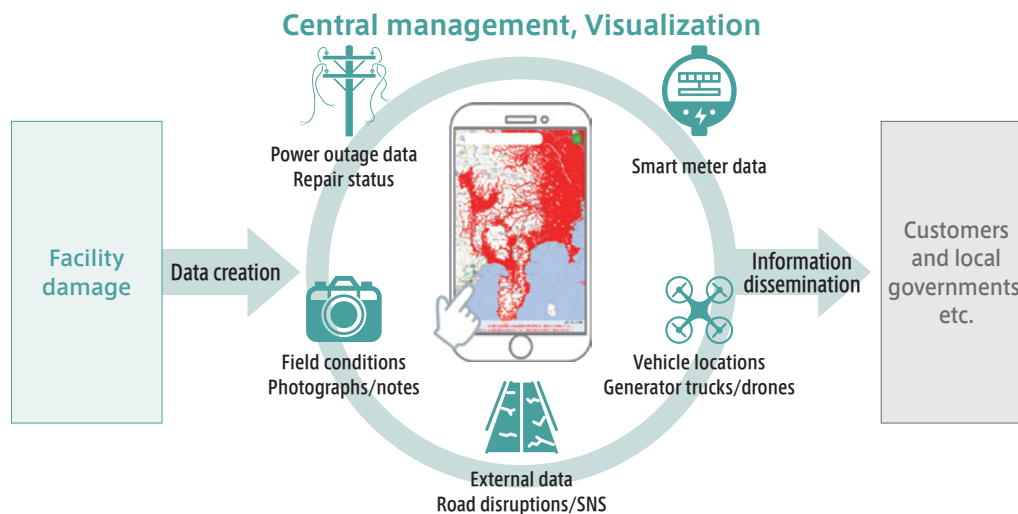 Central management, Visualization
Power outage data
Repair status
Smart meter data
Facility
damage
Data creation
Information
dissemination
Customers
and local
governments
etc.
Field conditions
Photographs/notes
Vehicle locations
Generator trucks/drones
External data
Road disruptions/SNS